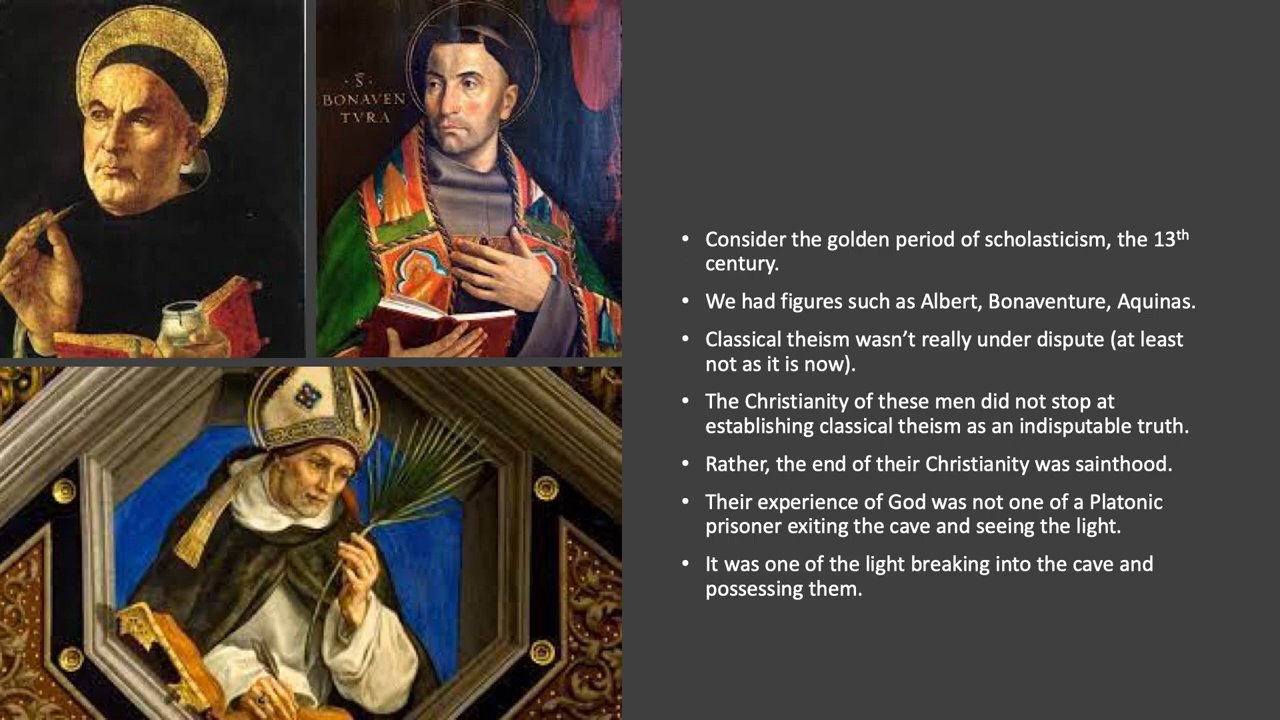 · S ·
BONAVEN
TVRA
• Consider the golden period of scholasticism, the 13th
century.
• We had figures such as Albert, Bonaventure, Aquinas.
• Classical theism wasn’t really under dispute (at least
not as it is now).
• The Christianity of these men did not stop at
establishing classical theism as an indisputable truth.
• Rather, the end of their Christianity was sainthood.
• Their experience of God was not one of a Platonic
prisoner exiting the cave and seeing the light.
• It was one of the light breaking into the cave and
possessing them.